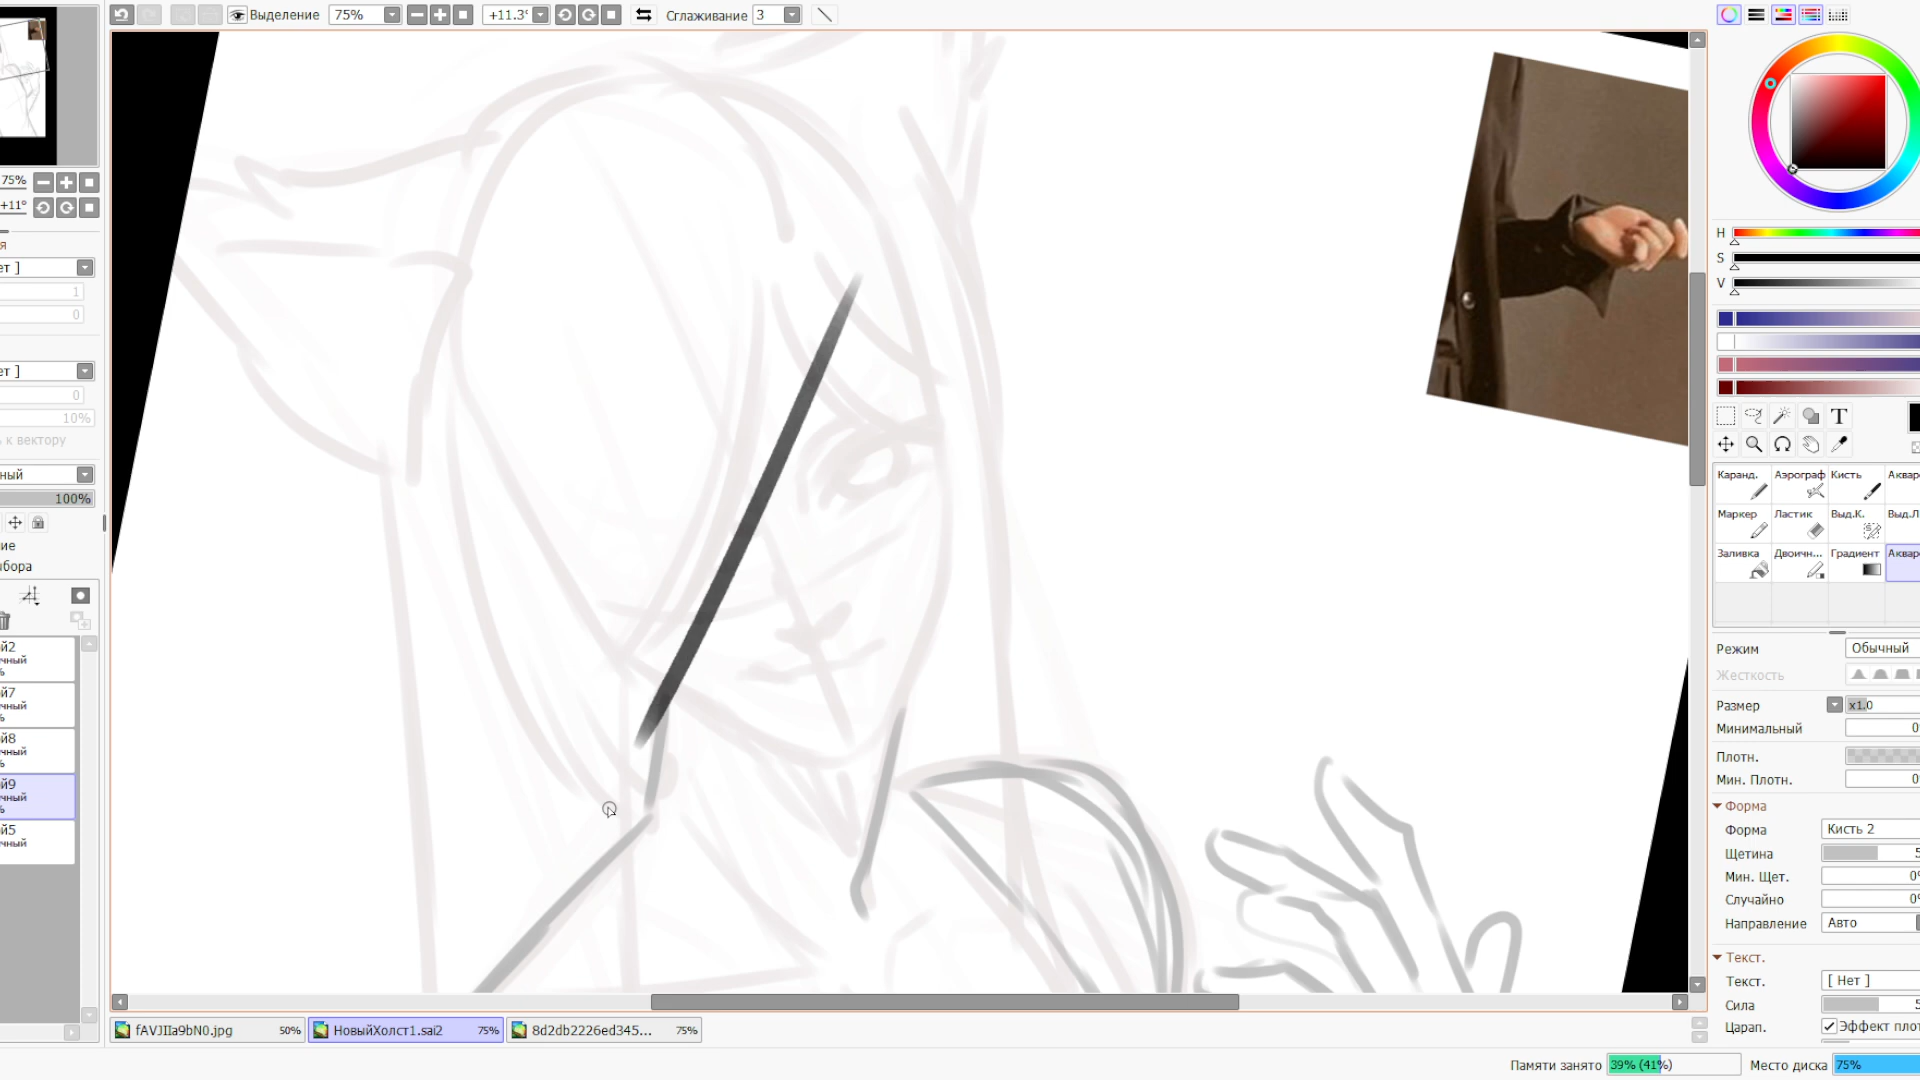 Выделение
75%
+11.3°
Сглаживание
3
75%
+11°
я
ет ]
1
0
ет ]
0
10%
к вектору
ный
100%
ие
ыбора
й2
чный
%
й7
чный
%
й8
чный
%
й9
чный
%
й5
чный
H
S
V
T
Каранд.
Аэрограф
Кисть
Аквар
Маркер
Ластик
Выд.К.
Выд.Л
Заливка
Двоичн...
Градиент
Аквар
Режим
Обычный
Жесткость
Размер
x1.0
Минимальный
0%
Плотн.
Мин. Плотн.
0%
Форма
Форма
Кисть 2
Щетина
5
Мин. Щет.
0%
Случайно
0%
Направление
Авто
Текст.
Текст.
[ Нет ]
Сила
5
Царап.
Эффект плот
fAVJIIa9bN0.jpg
50%
НовыйХолст1.sai2
75%
8d2db2226ed345...
75%
Памяти занято
39% (41%)
Место диска
75%